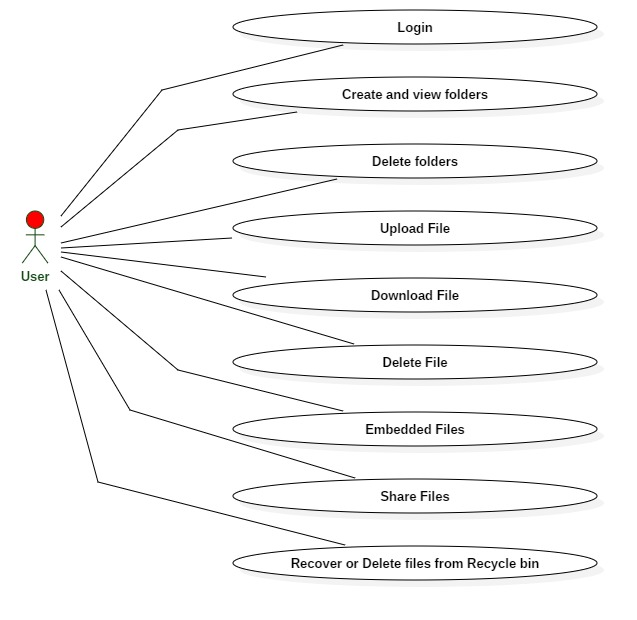 Login
Create and view folders
Delete folders
Upload File
User
Download File
Delete File
Embedded Files
Share Files
Recover or Delete files from Recycle bin